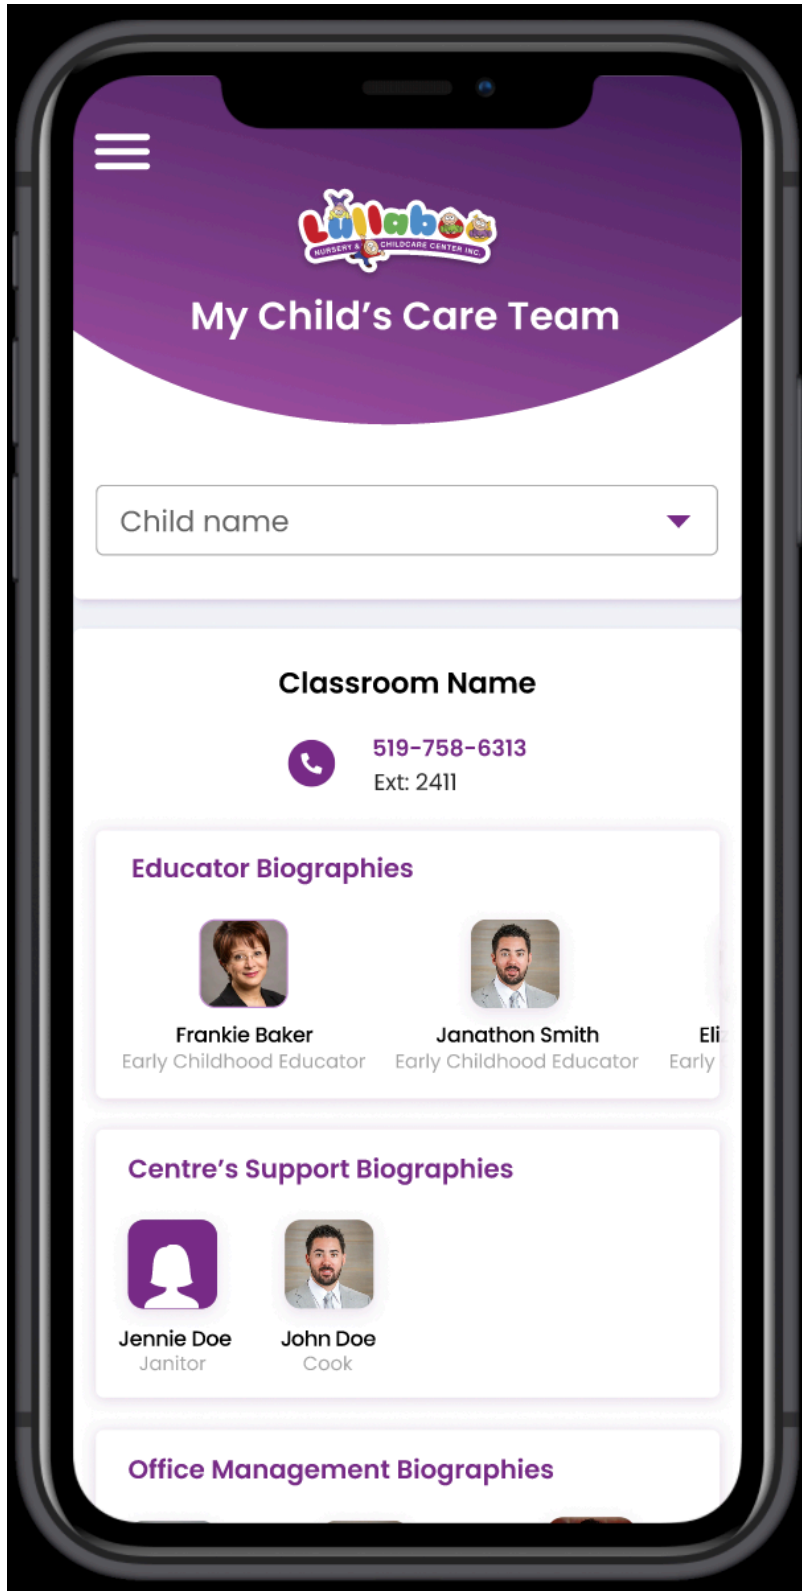 Lullaboo
NURSERY & CHILDCARE CENTER INC.
My Child's Care Team
Child name
Classroom Name
519-758-6313
Ext: 2411
Educator Biographies
Frankie Baker
Early Childhood Educator
Janathon Smith
Early Childhood Educator
Eli
Early
Centre's Support Biographies
Jennie Doe
Janitor
John Doe
Cook
Office Management Biographies